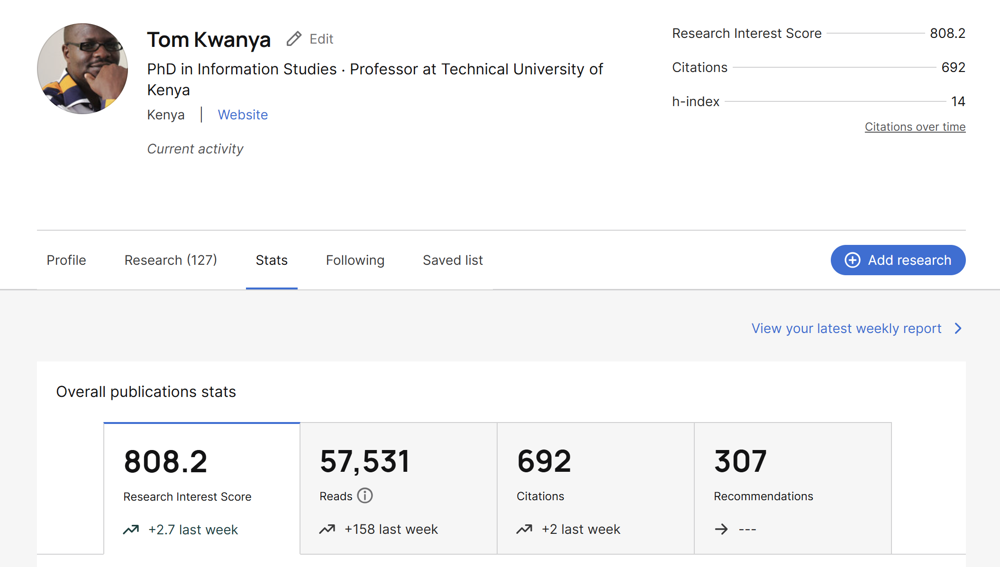 Tom Kwanya
Edit
PhD in Information Studies · Professor at Technical University of
Kenya
Kenya | Website
Current activity
Research Interest Score 808.2
Citations 692
h-index 14
Citations over time
Profile Research (127) Stats Following Saved list
Add research
View your latest weekly report
Overall publications stats
808.2
Research Interest Score
+2.7 last week
57,531
Reads
+158 last week
692
Citations
+2 last week
307
Recommendations
---